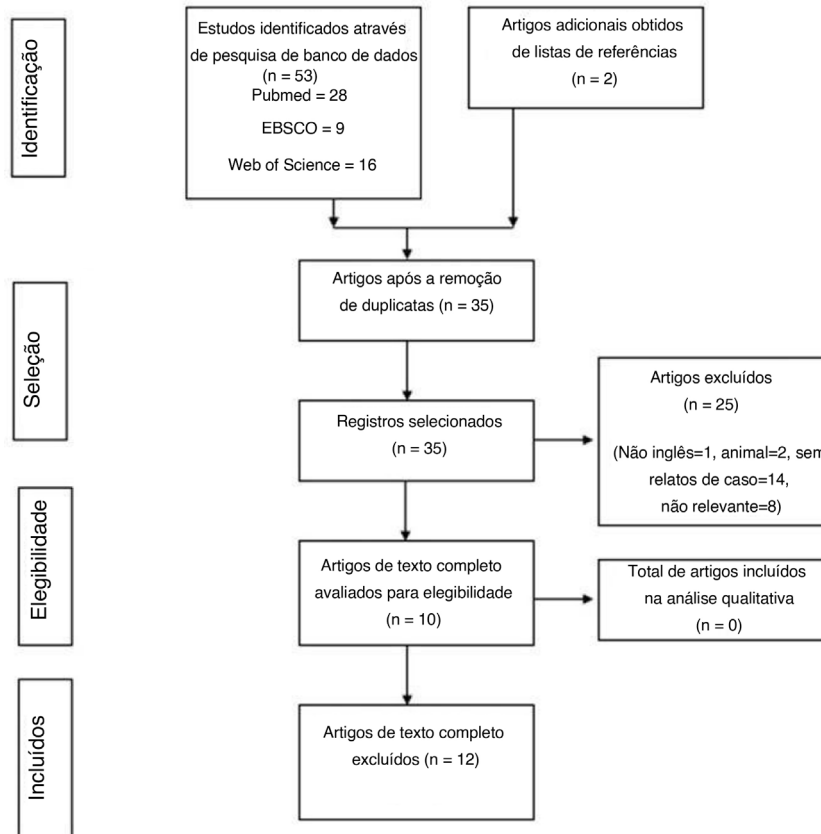 Identificação
Estudos identificados através
de pesquisa de banco de dados
(n = 53)
Pubmed = 28
EBSCO = 9
Web of Science = 16
Artigos adicionais obtidos
de listas de referências
(n = 2)
Seleção
Artigos após a remoção
de duplicatas (n = 35)
Registros selecionados
(n = 35)
Artigos excluídos
(n = 25)
(Não inglês=1, animal=2, sem
relatos de caso=14,
não relevante=8)
Elegibilidade
Artigos de texto completo
avaliados para elegibilidade
(n = 10)
Total de artigos incluídos
na análise qualitativa
(n = 0)
Incluídos
Artigos de texto completo
excluídos (n = 12)